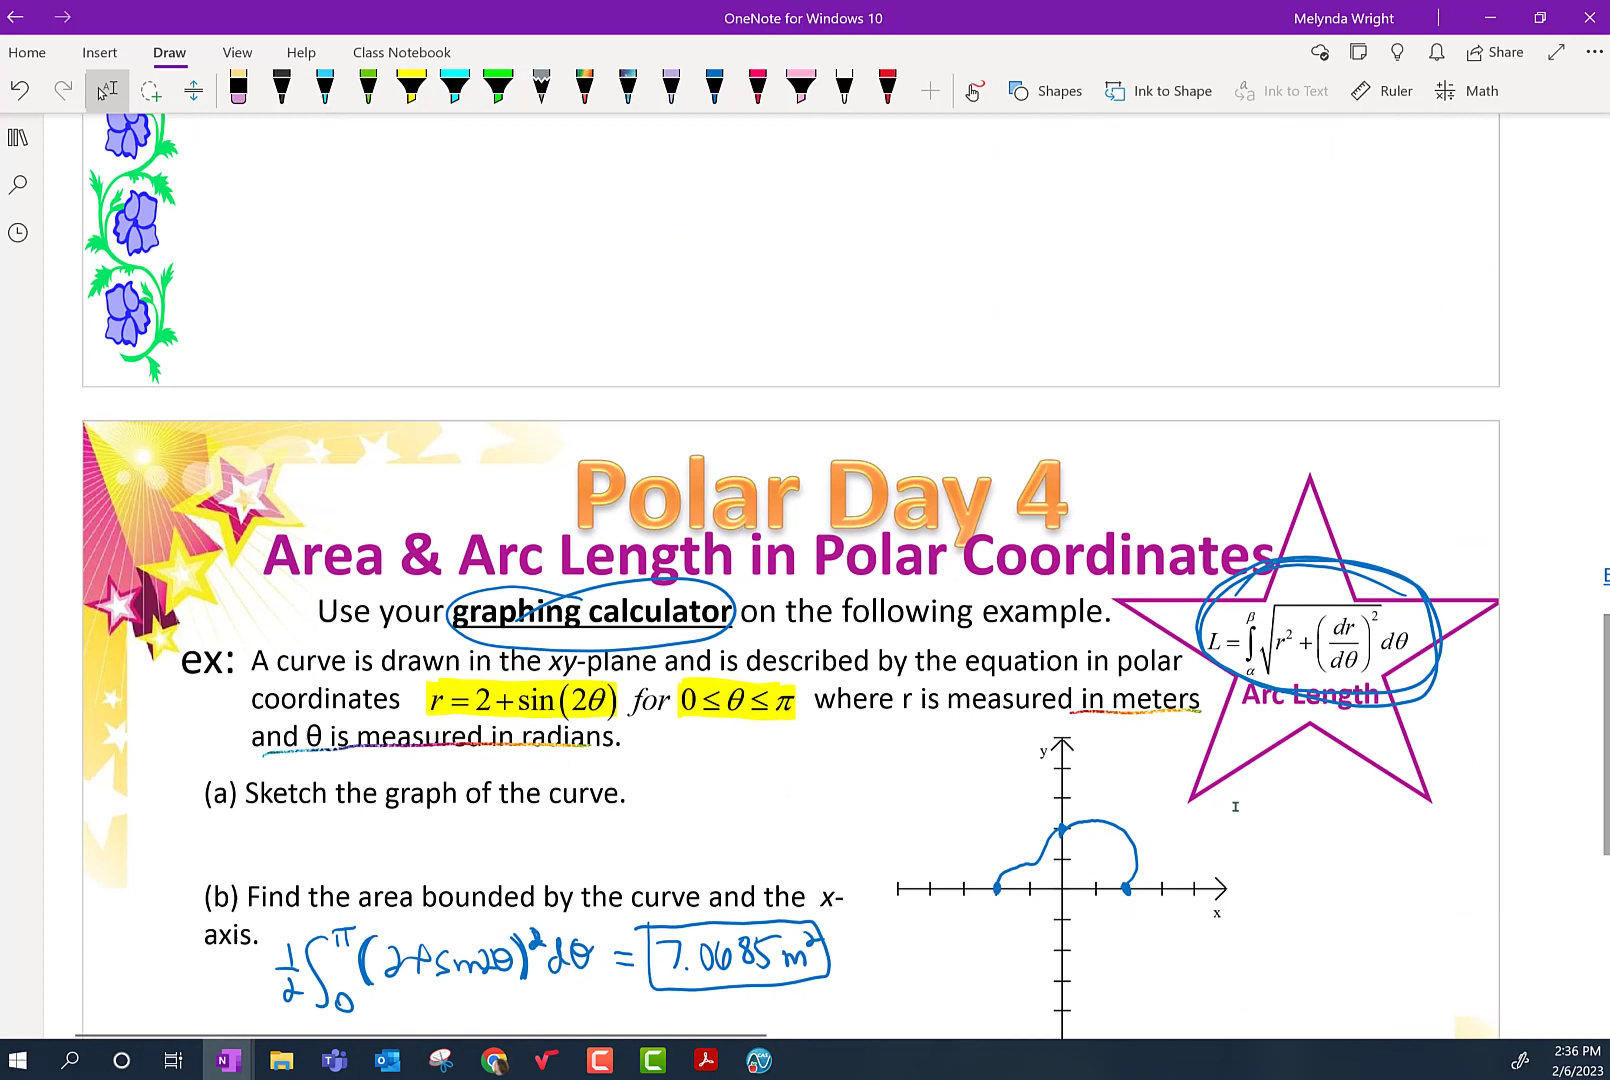 OneNote for Windows 10
Melynda Wright
Home Insert Draw View Help Class Notebook
Share
Shapes Ink to Shape Ink to Text Ruler Math
Polar Day 4
Area & Arc Length in Polar Coordinates
Use your graphing calculator on the following example.
L = ∫_α^β √(r² + (dr/dθ)²) dθ
Arc Length
ex: A curve is drawn in the xy-plane and is described by the equation in polar
coordinates r = 2 + sin(2θ) for 0 ≤ θ ≤ π where r is measured in meters
and θ is measured in radians.
y
(a) Sketch the graph of the curve.
(b) Find the area bounded by the curve and the x-
axis.
x
1/2 ∫_0^π (2+sin2θ)² dθ = 7.0685 m²
2:36 PM
2/6/2023